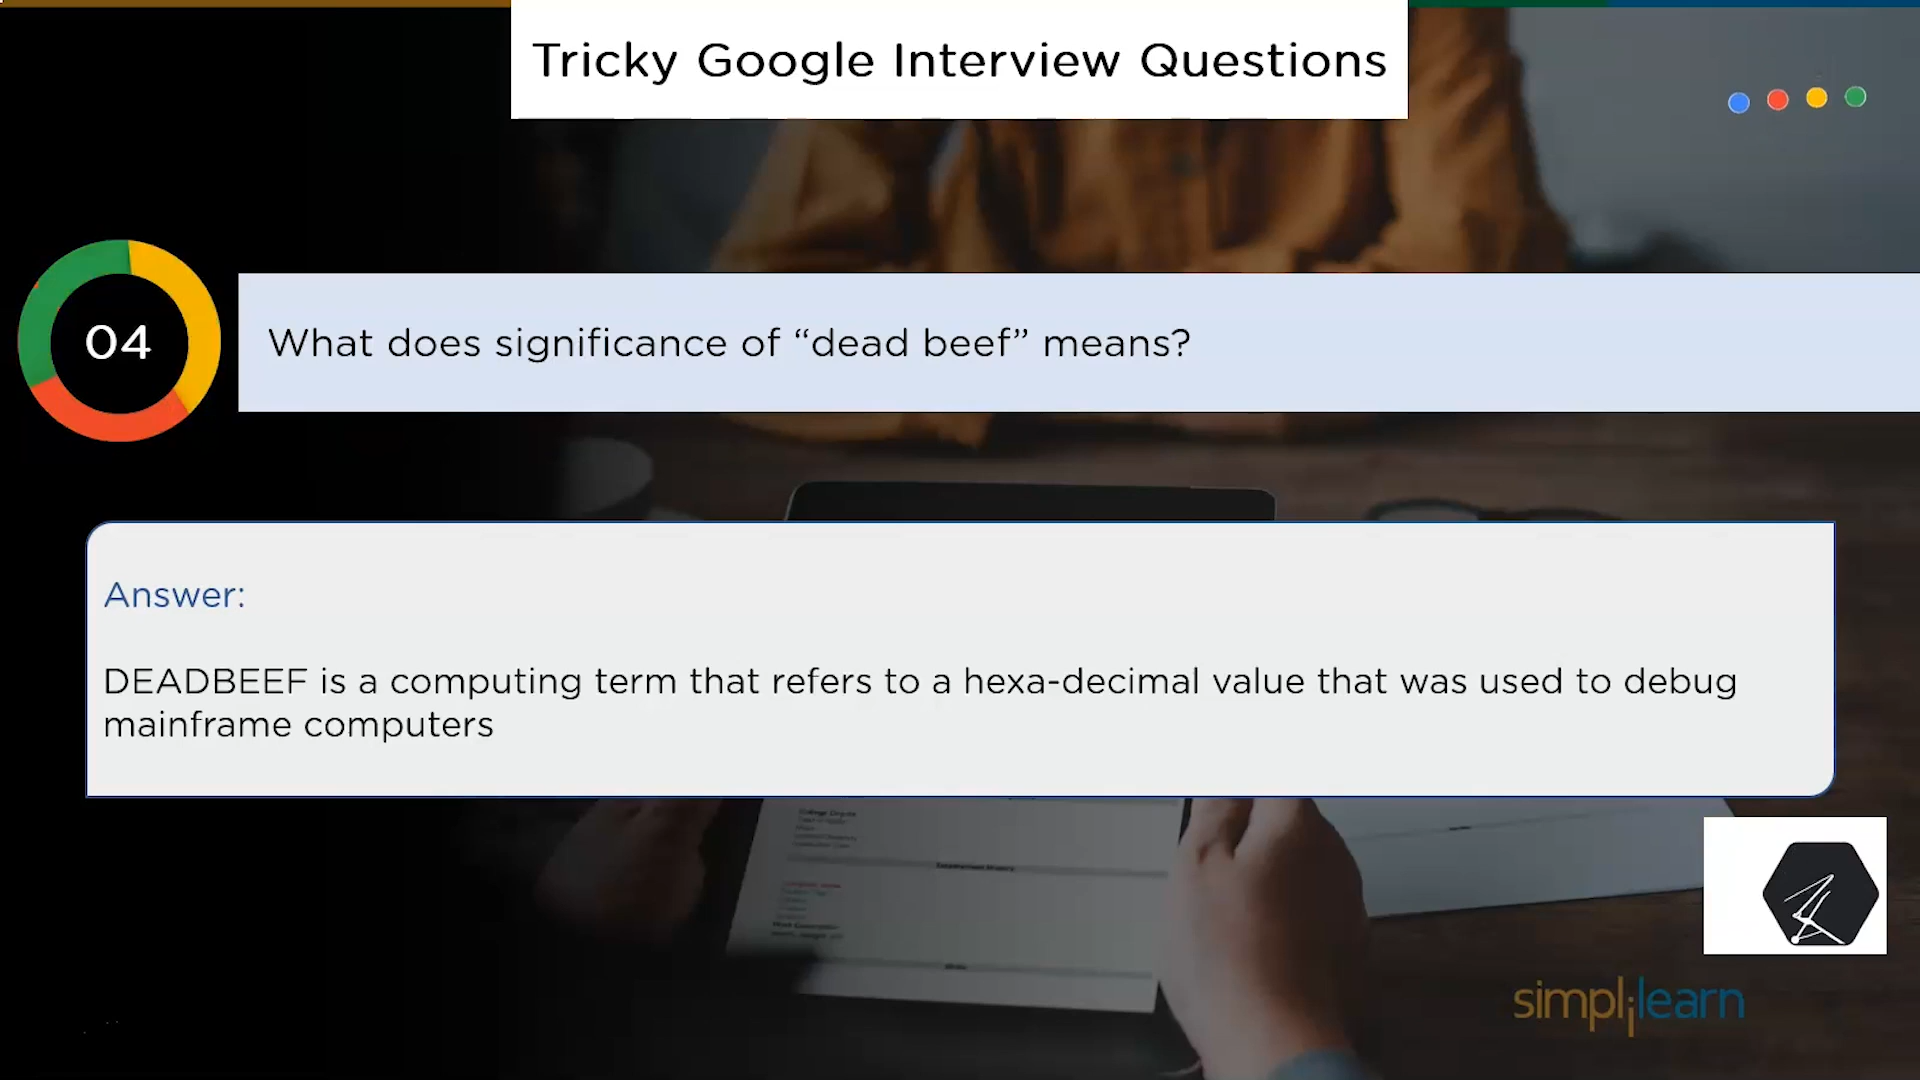 Tricky Google Interview Questions
04
What does significance of “dead beef” means?
Answer:
DEADBEEF is a computing term that refers to a hexa-decimal value that was used to debug
mainframe computers
simplilearn